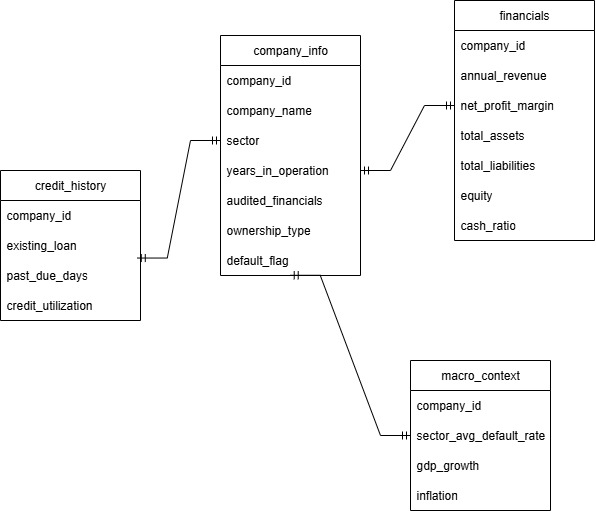 financials
company_id
annual_revenue
net_profit_margin
total_assets
total_liabilities
equity
cash_ratio
company_info
company_id
company_name
sector
years_in_operation
audited_financials
ownership_type
default_flag
credit_history
company_id
existing_loan
past_due_days
credit_utilization
macro_context
company_id
sector_avg_default_rate
gdp_growth
inflation